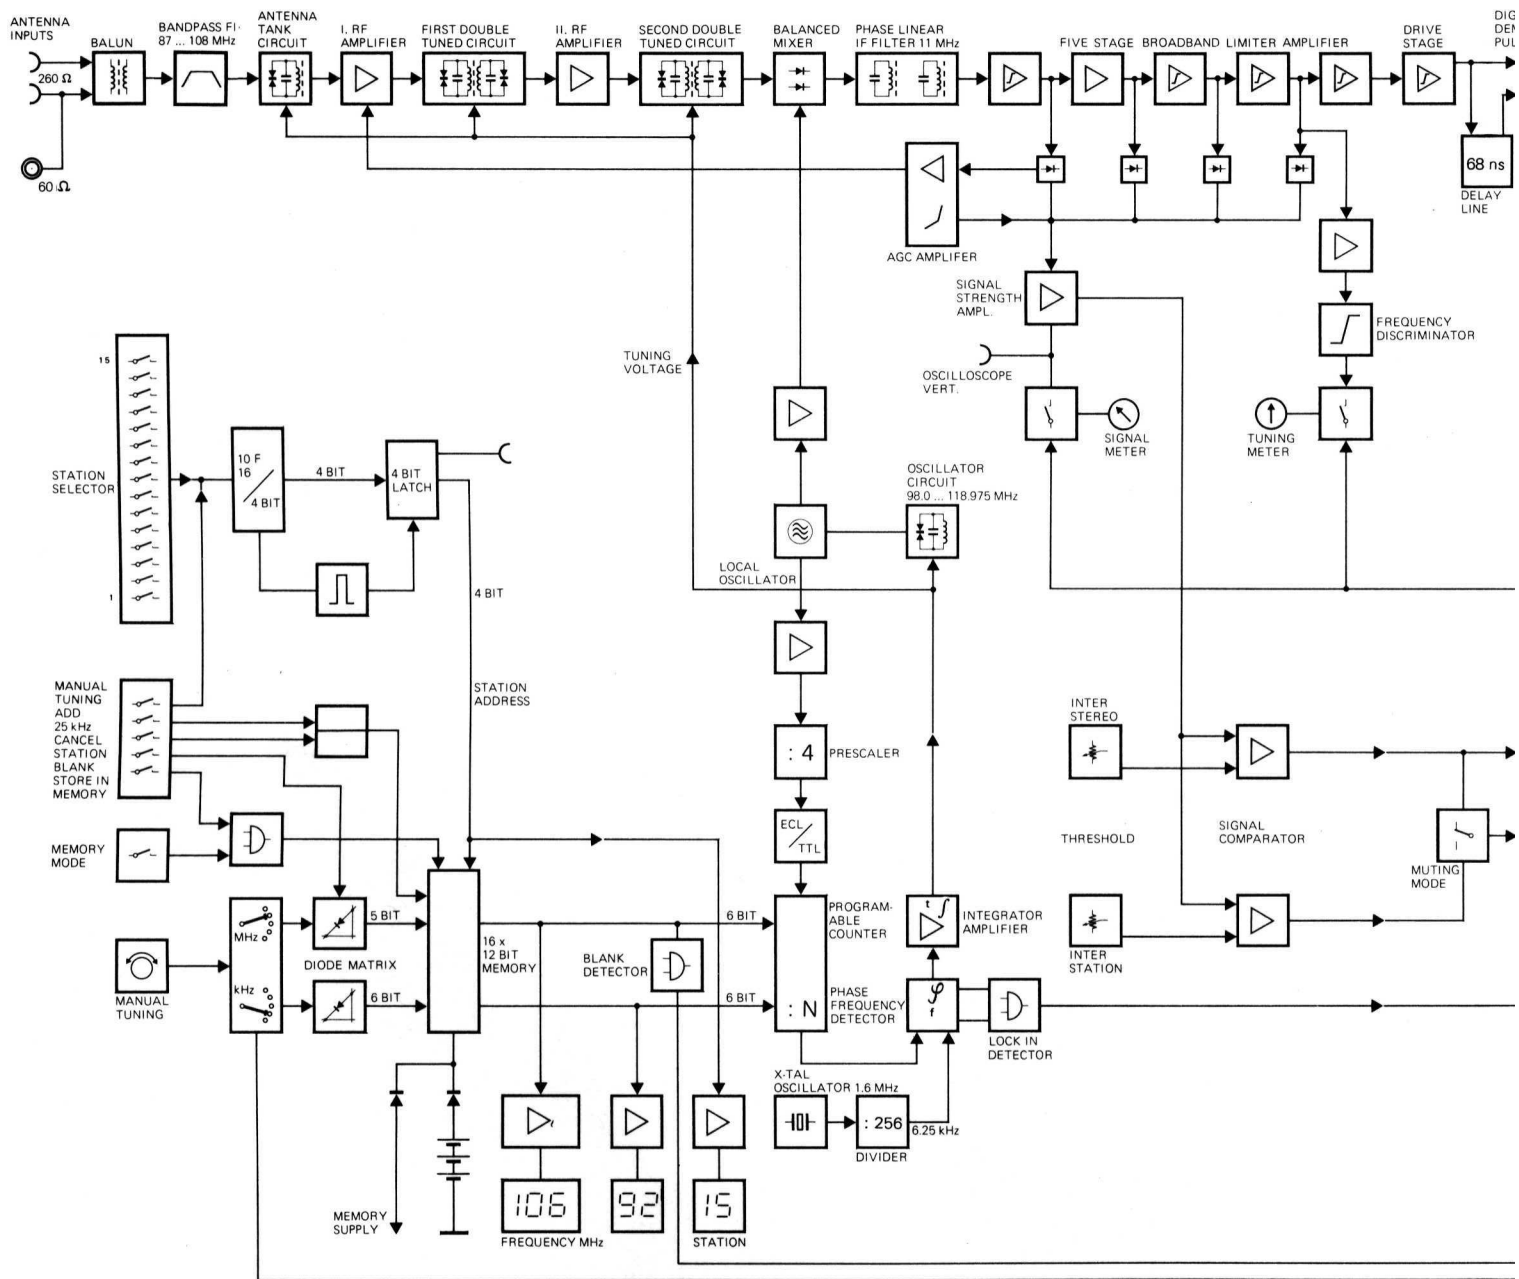 ANTENNA
INPUTS
260 Ω
60 Ω
BALUN
BANDPASS FI-
87 ... 108 MHz
ANTENNA
TANK
CIRCUIT
I. RF
AMPLIFIER
FIRST DOUBLE
TUNED CIRCUIT
II. RF
AMPLIFIER
SECOND DOUBLE
TUNED CIRCUIT
BALANCED
MIXER
PHASE LINEAR
IF FILTER 11 MHz
FIVE STAGE BROADBAND LIMITER AMPLIFIER
DRIVE
STAGE
DIG
DEM
PUL
68 ns
DELAY
LINE
AGC AMPLIFER
SIGNAL
STRENGTH
AMPL.
FREQUENCY
DISCRIMINATOR
OSCILLOSCOPE
VERT.
SIGNAL
METER
TUNING
METER
TUNING
VOLTAGE
15
1
STATION
SELECTOR
10 F
16
4 BIT
4 BIT
4 BIT
LATCH
4 BIT
OSCILLATOR
CIRCUIT
98.0 ... 118.975 MHz
LOCAL
OSCILLATOR
STATION
ADDRESS
MANUAL
TUNING
ADD
25 kHz
CANCEL
STATION
BLANK
STORE IN
MEMORY
MEMORY
MODE
: 4
PRESCALER
ECL
TTL
INTER
STEREO
THRESHOLD
SIGNAL
COMPARATOR
MUTING
MODE
INTER
STATION
MHz
kHz
MANUAL
TUNING
5 BIT
DIODE MATRIX
6 BIT
16 x
12 BIT
MEMORY
BLANK
DETECTOR
6 BIT
6 BIT
PROGRAM-
ABLE
COUNTER
: N
t ∫
INTEGRATOR
AMPLIFIER
PHASE
FREQUENCY
DETECTOR
φ
f
LOCK IN
DETECTOR
X-TAL
OSCILLATOR 1.6 MHz
: 256
DIVIDER
6.25 kHz
MEMORY
SUPPLY
106
92
15
FREQUENCY MHz
STATION